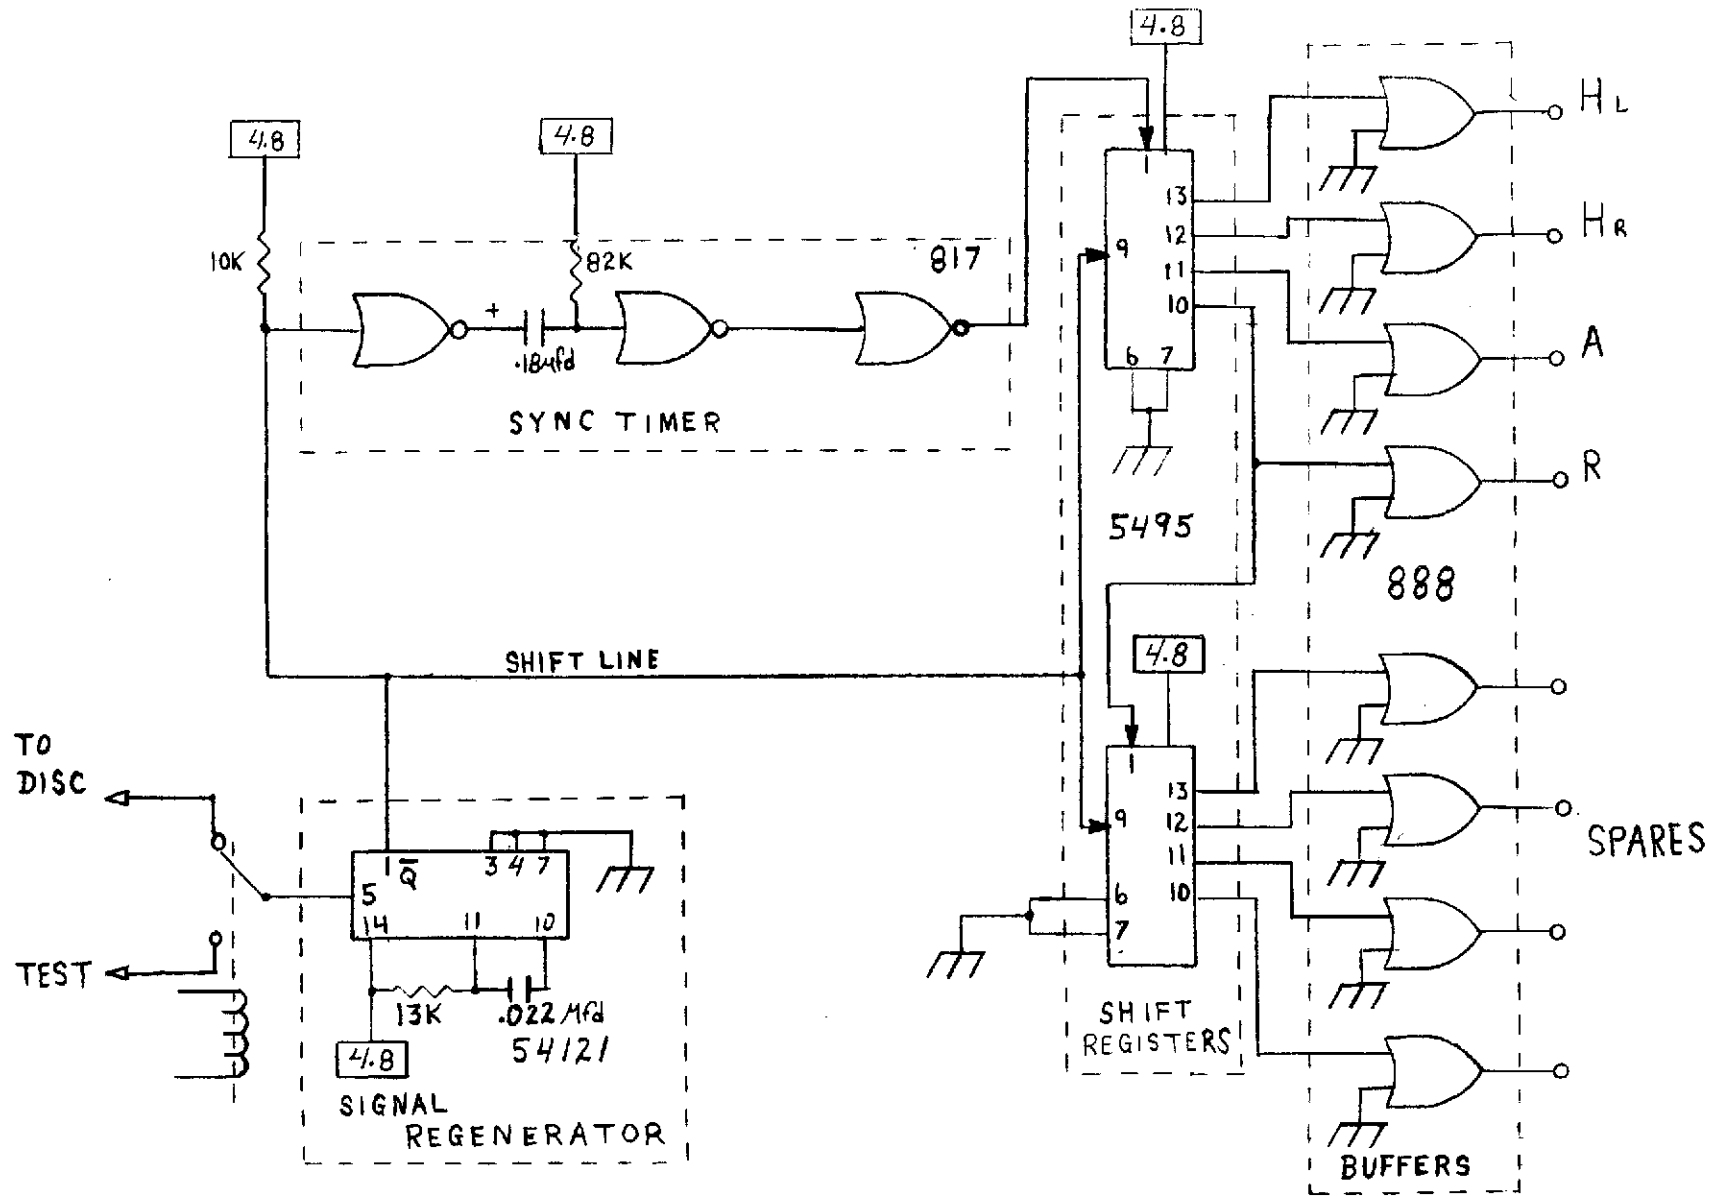 4.8
4.8
4.8
10K
82K
817
+
.18µfd
SYNC TIMER
1
13
9
12
11
10
6 7
5495
HL
HR
A
R
888
SHIFT LINE
4.8
1
13
9
12
11
6
10
7
SHIFT
REGISTERS
SPARES
BUFFERS
TO
DISC
TEST
1 Q̅ 3 4 7
5
14 11 10
13K .022 Mfd
54121
4.8
SIGNAL
REGENERATOR